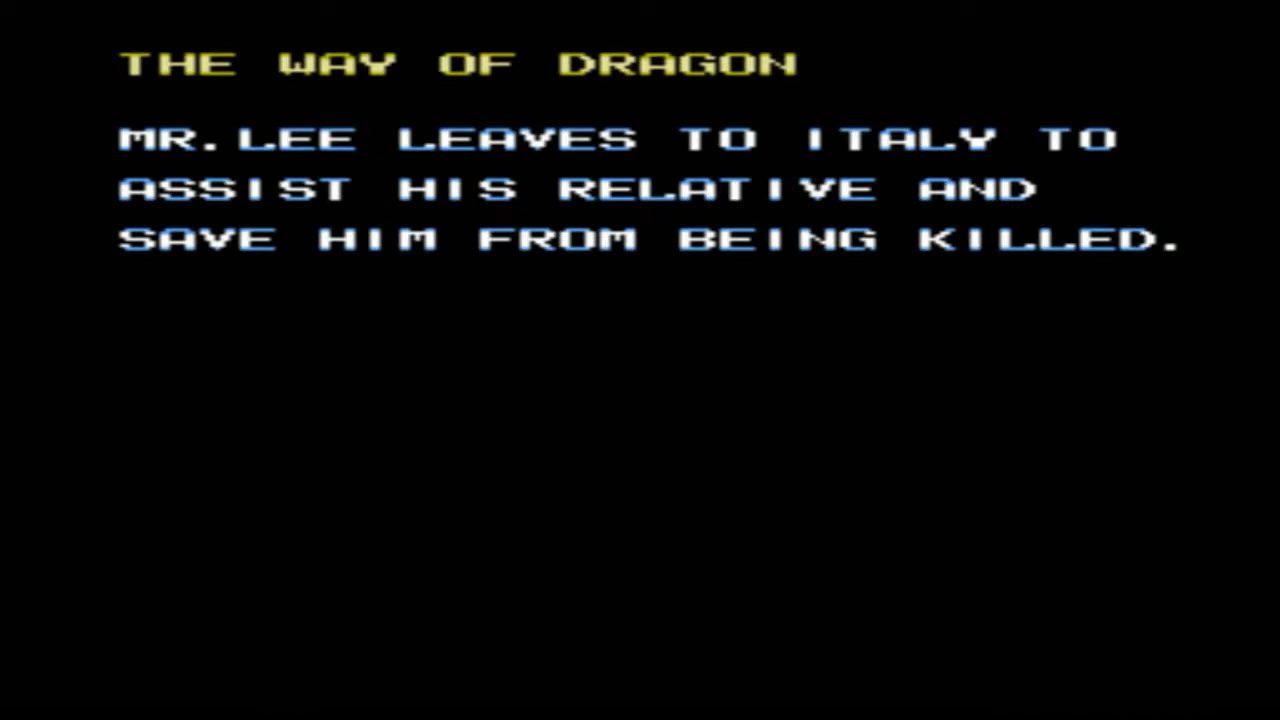 THE WAY OF DRAGON
MR.LEE LEAVES TO ITALY TO
ASSIST HIS RELATIVE AND
SAVE HIM FROM BEING KILLED.